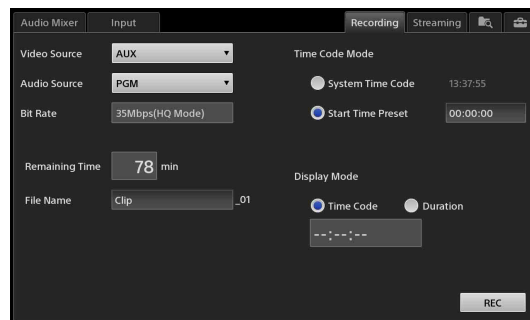 Audio Mixer Input Recording Streaming
Video Source AUX Time Code Mode
Audio Source PGM System Time Code 13:37:55
Bit Rate 35Mbps(HQ Mode) Start Time Preset 00:00:00
Remaining Time 78 min
Display Mode
File Name Clip _01 Time Code Duration
--:--:--
REC